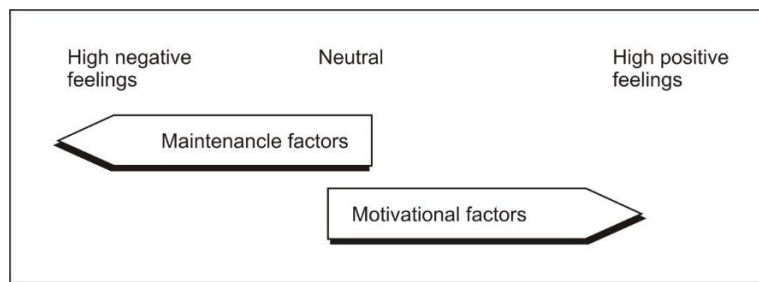 High negative
feelings
Neutral
High positive
feelings
Maintenancle factors
Motivational factors